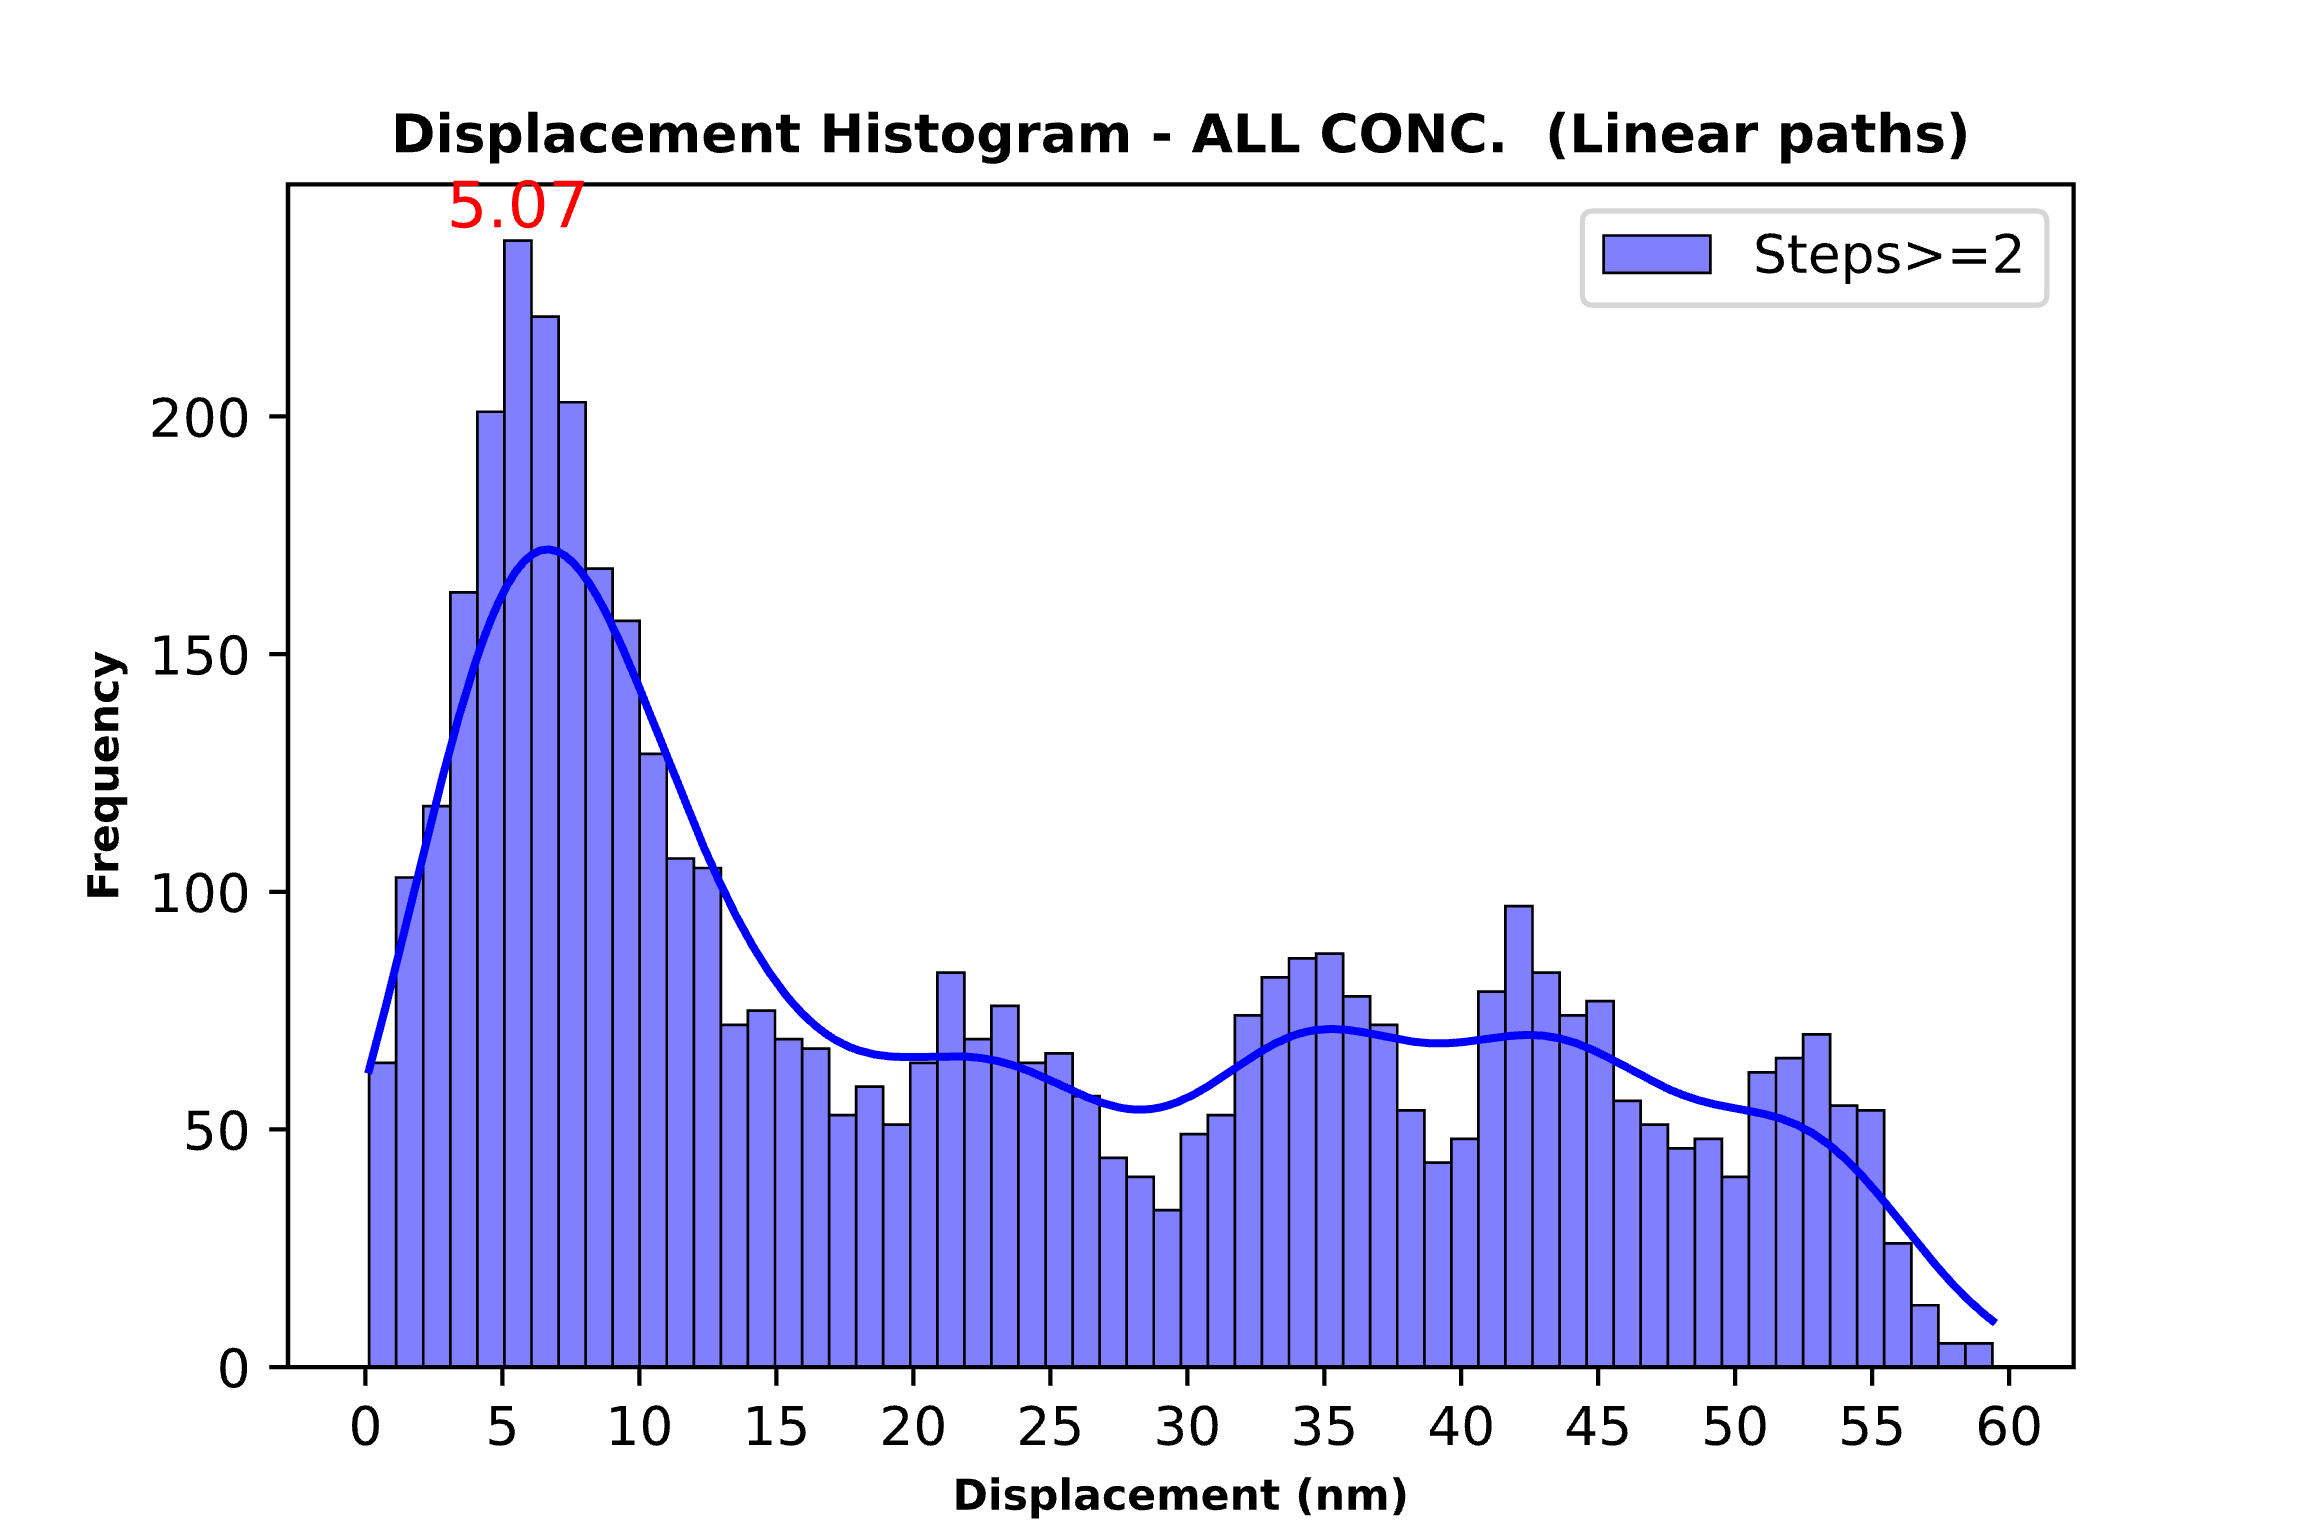 Displacement Histogram - ALL CONC.  (Linear paths)
5.07
Steps>=2
200
150
100
50
0
Frequency
0 5 10 15 20 25 30 35 40 45 50 55 60
Displacement (nm)